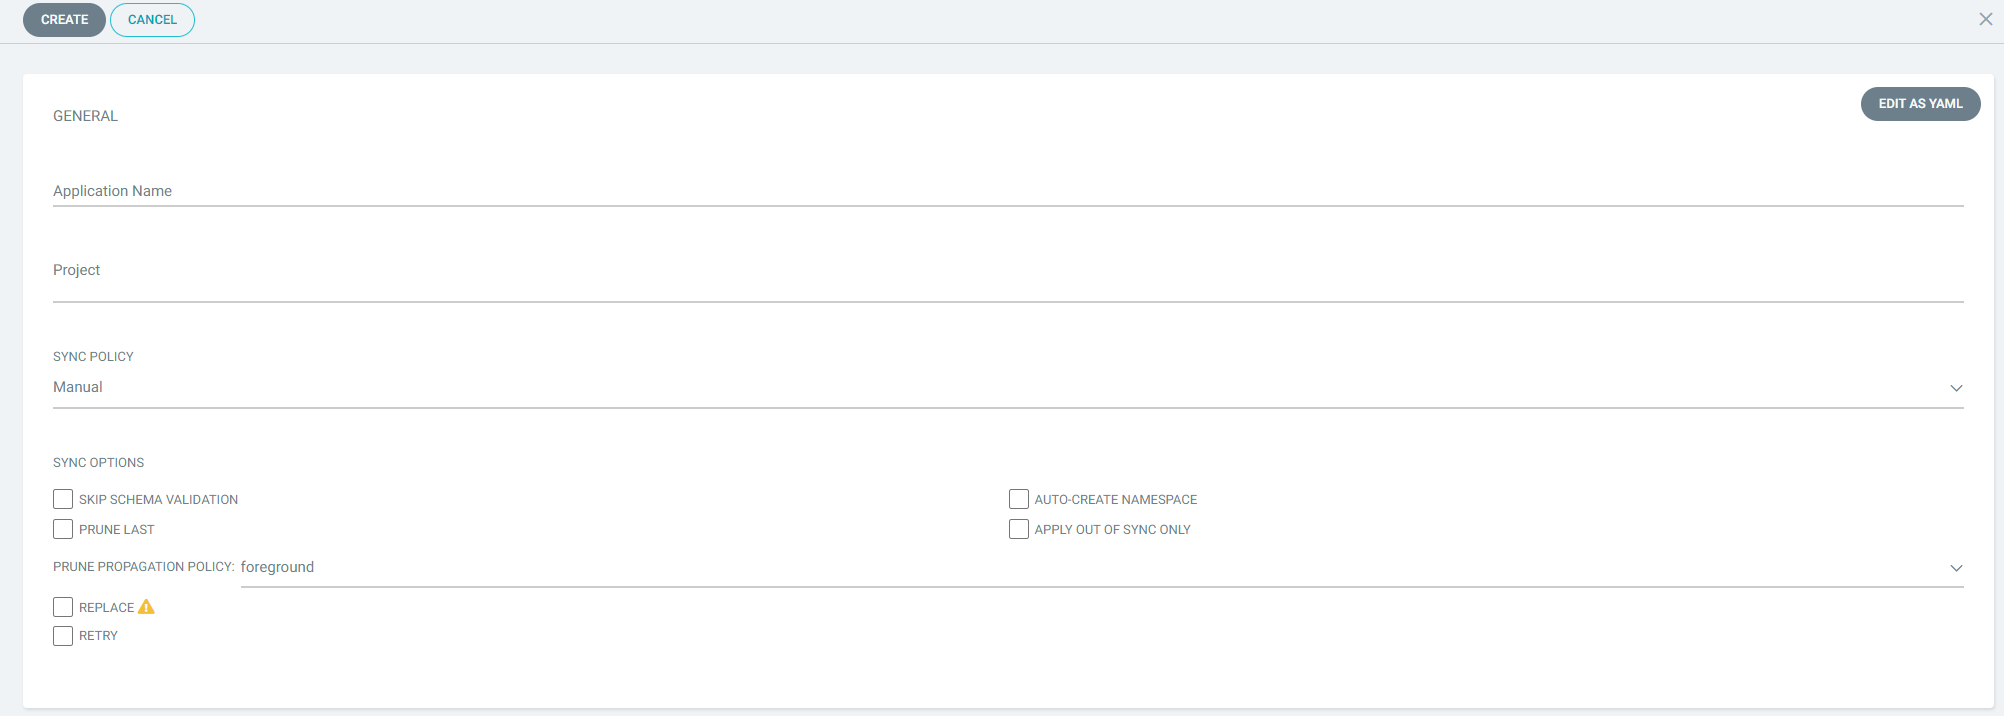 CREATE CANCEL
GENERAL
EDIT AS YAML
Application Name
Project
SYNC POLICY
Manual
SYNC OPTIONS
SKIP SCHEMA VALIDATION
AUTO-CREATE NAMESPACE
PRUNE LAST
APPLY OUT OF SYNC ONLY
PRUNE PROPAGATION POLICY: foreground
REPLACE
RETRY